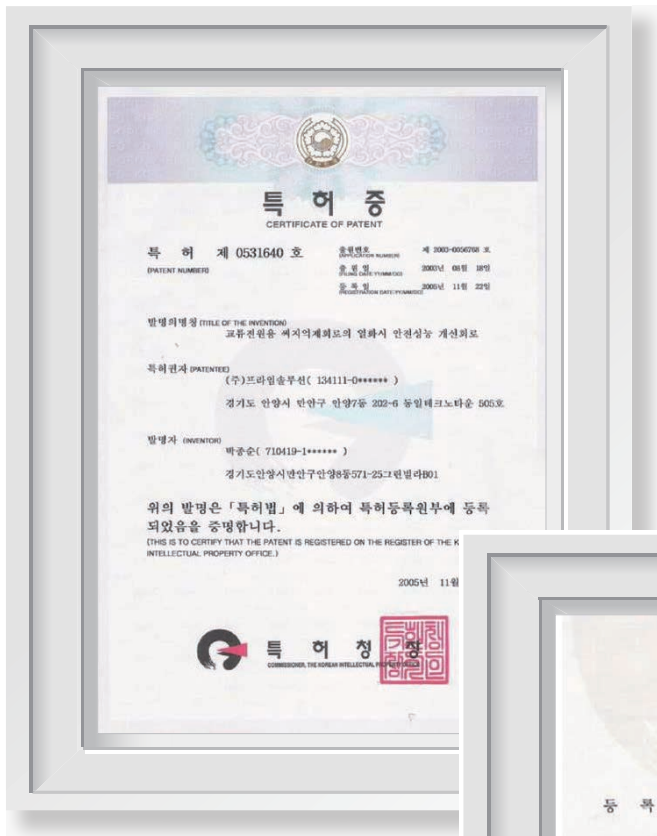 특 허 증
CERTIFICATE OF PATENT
특 허 제 0531640 호
(PATENT NUMBER)
출원번호 제 2003-0056768 호
(APPLICATION NUMBER)
출 원 일 2003년 08월 18일
(FILING DATE:YY/MM/DD)
등 록 일 2005년 11월 22일
(REGISTRATION DATE:YY/MM/DD)
발명의명칭 (TITLE OF THE INVENTION)
교류전원용 써지억제회로의 열화시 안전성능 개선회로
특허권자 (PATENTEE)
(주)프라임솔루션( 134111-0****** )
경기도 안양시 만안구 안양7동 202-6 동일테크노타운 505호
발명자 (INVENTOR)
박종순( 710419-1****** )
경기도안양시만안구안양8동571-25그린빌라B01
위의 발명은 「특허법」에 의하여 특허등록원부에 등록
되었음을 증명합니다.
(THIS IS TO CERTIFY THAT THE PATENT IS REGISTERED ON THE REGISTER OF THE K
INTELLECTUAL PROPERTY OFFICE.)
2005년 11월
특 허 청 장
COMMISSIONER, THE KOREAN INTELLECTUAL PROPERTY OFFICE
등 록